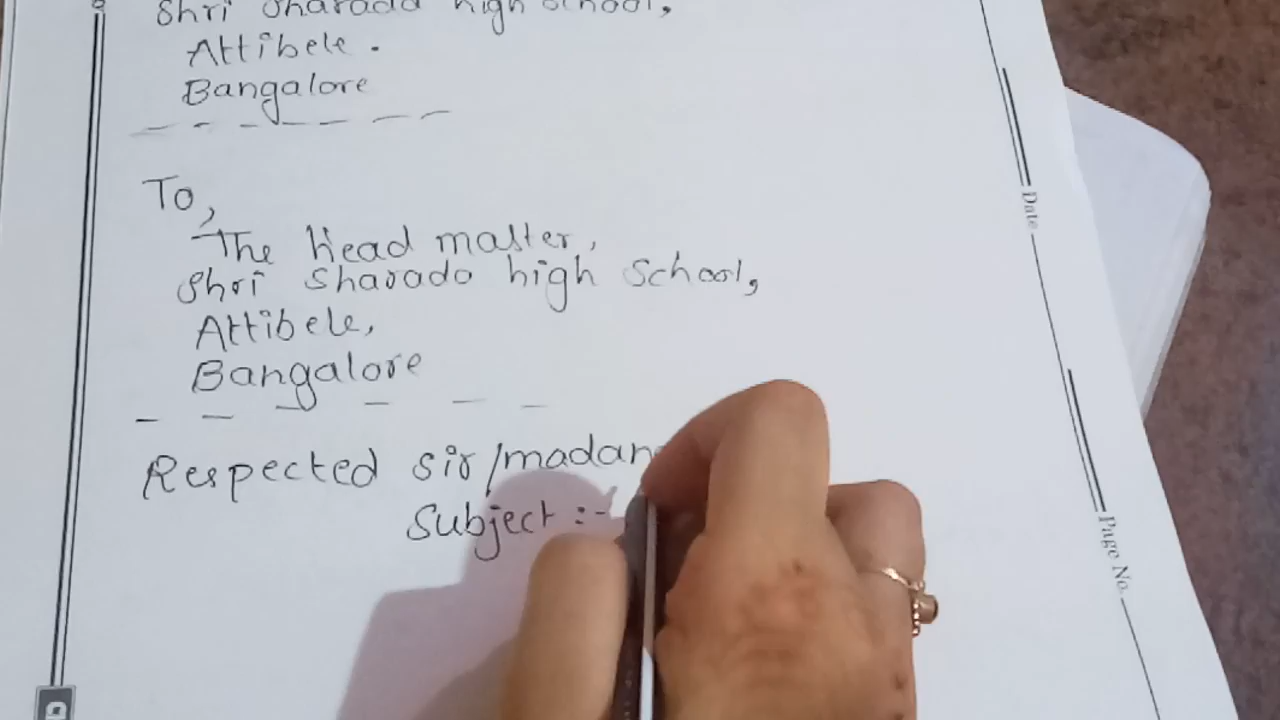 Shri Sharada high school,
Attibele.
Bangalore
To,
The Head master,
Shri Sharada high School,
Attibele,
Bangalore
Respected sir/madam
Subject :-
Date
Page No.